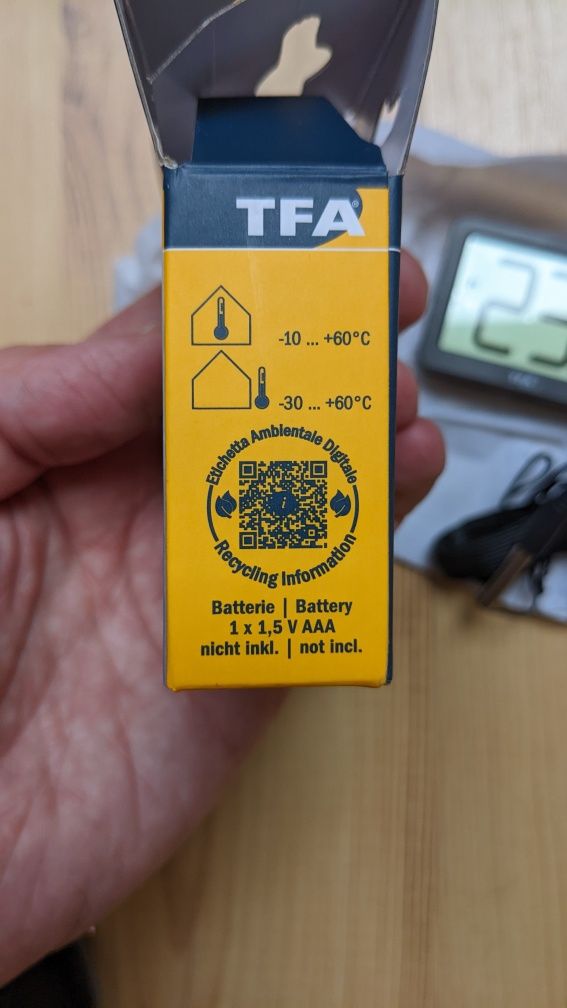 TFA®
-10 ... +60°C
-30 ... +60°C
Etichetta Ambientale Digitale
i
Recycling Information
Batterie | Battery
1 x 1,5 V AAA
nicht inkl. | not incl.
23